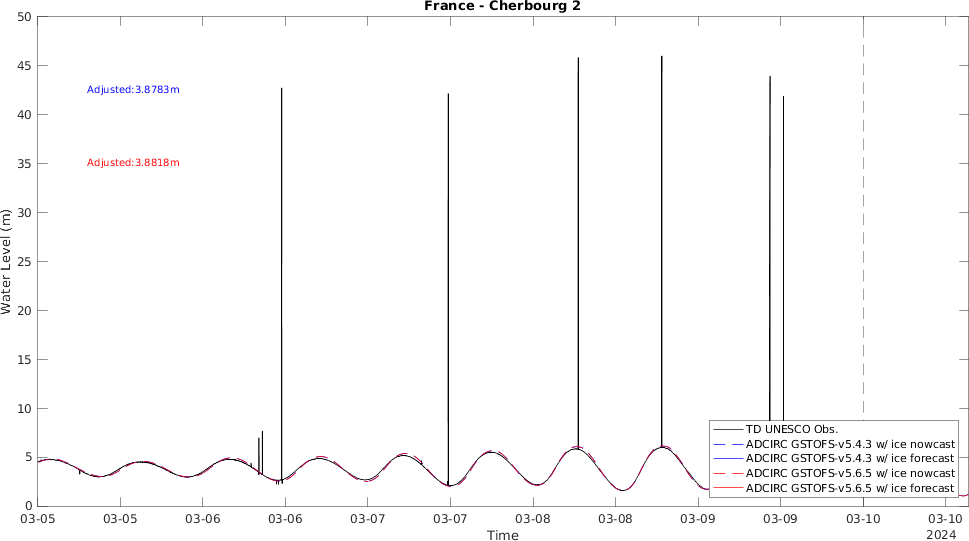 France - Cherbourg 2
50
45
40
35
30
25
20
15
10
5
0
Water Level (m)
Adjusted:3.8783m
Adjusted:3.8818m
TD UNESCO Obs.
ADCIRC GSTOFS-v5.4.3 w/ ice nowcast
ADCIRC GSTOFS-v5.4.3 w/ ice forecast
ADCIRC GSTOFS-v5.6.5 w/ ice nowcast
ADCIRC GSTOFS-v5.6.5 w/ ice forecast
03-05 03-05 03-06 03-06 03-07 03-07 03-08 03-08 03-09 03-09 03-10 03-10
2024
Time